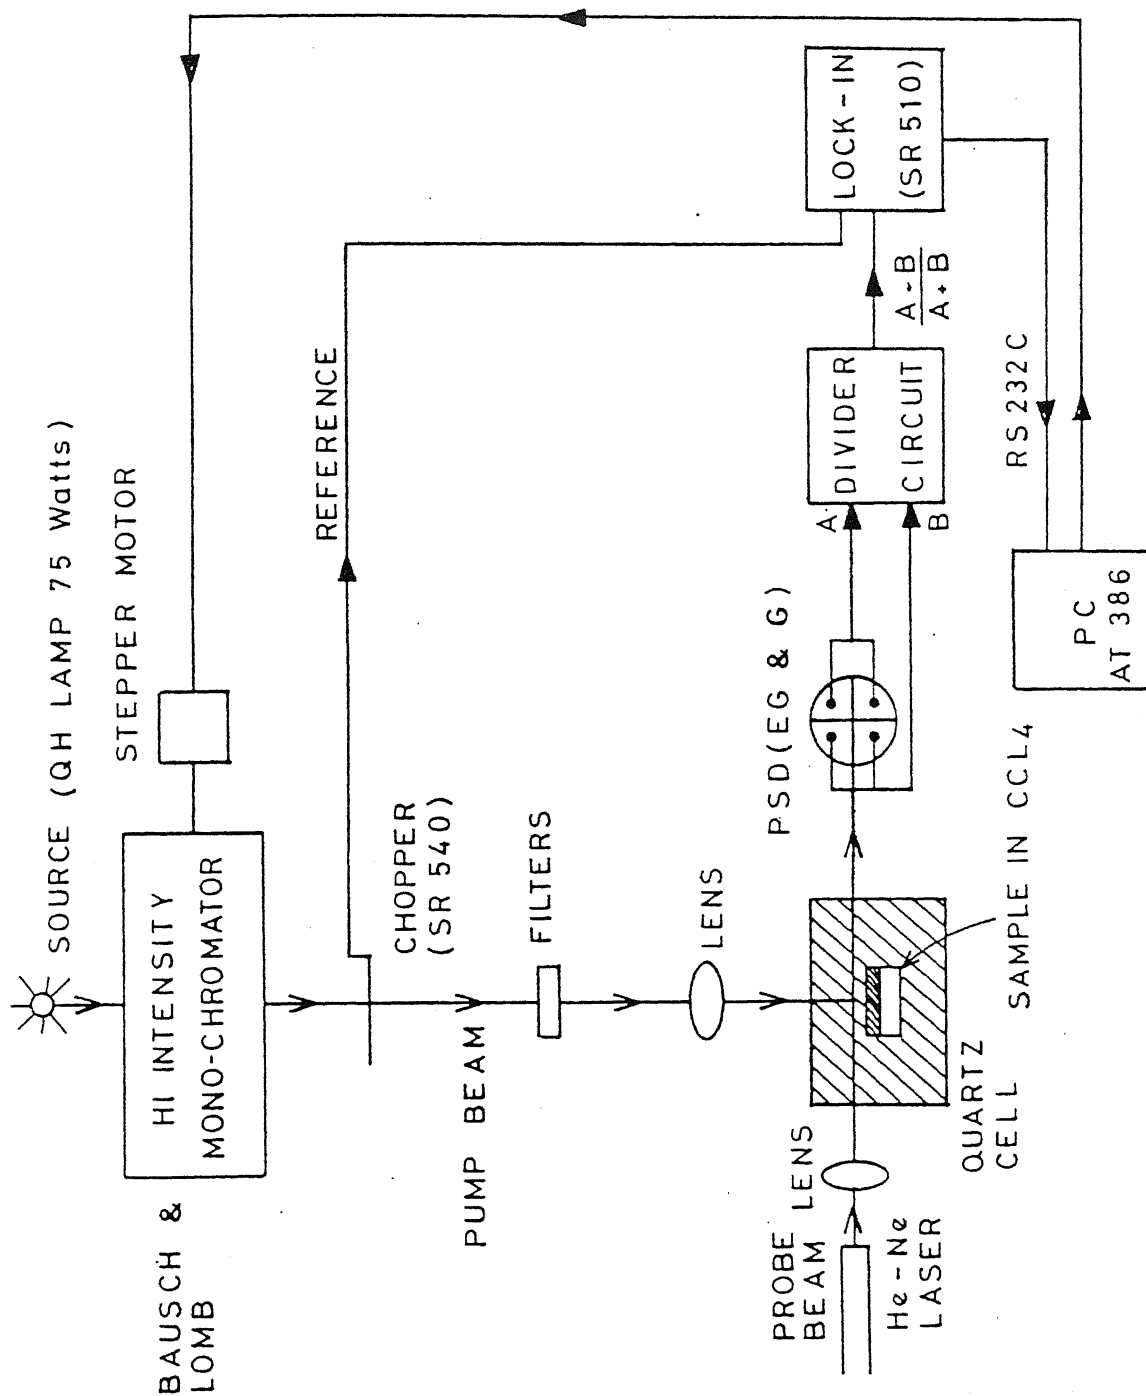 SOURCE (QH LAMP 75 Watts)
STEPPER MOTOR
BAUSCH &
LOMB
HI INTENSITY
MONO-CHROMATOR
REFERENCE
CHOPPER
(SR 540)
PUMP BEAM
FILTERS
LENS
PROBE
BEAM
LENS
He-Ne
LASER
QUARTZ
CELL
SAMPLE IN CCL4
PSD(EG & G)
A
B
DIVIDER
CIRCUIT
A-B
A+B
LOCK-IN
(SR 510)
RS232C
PC
AT 386